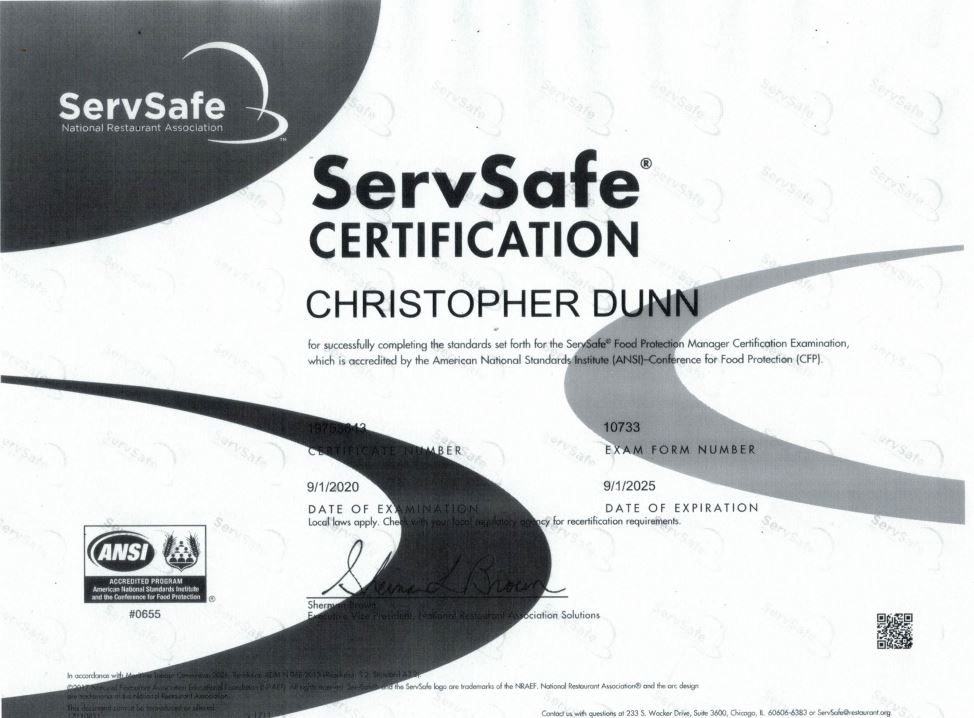 ServSafe
National Restaurant Association
TM
ServSafe®
CERTIFICATION
CHRISTOPHER DUNN
for successfully completing the standards set forth for the ServSafe® Food Protection Manager Certification Examination,
which is accredited by the American National Standards Institute (ANSI)–Conference for Food Protection (CFP).
10733
CERTIFICATE NUMBER
EXAM FORM NUMBER
9/1/2020
9/1/2025
DATE OF EXAMINATION
DATE OF EXPIRATION
Local laws apply. Check with your local regulatory agency for recertification requirements.
ANSI
ACCREDITED PROGRAM
American National Standards Institute
and the Conference for Food Protection
®
#0655
Sherman Brown
Executive Vice President, National Restaurant Association Solutions
In accordance with Maritime Labour Convention 2006,
©2017 National Restaurant Association Educational Foundation (NRAEF). All rights reserved. ServSafe® and the ServSafe logo are trademarks of the NRAEF. National Restaurant Association® and the arc design
are trademarks of the National Restaurant Association.
This document cannot be reproduced or altered.
Contact us with questions at 233 S. Wacker Drive, Suite 3600, Chicago, IL 60606-6383 or ServSafe@restaurant.org.